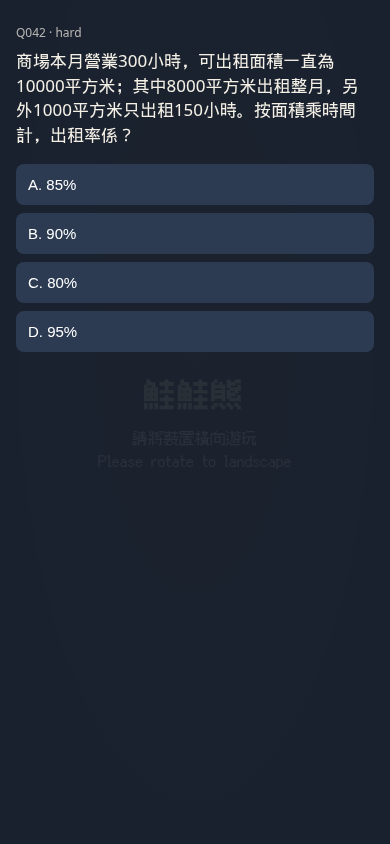 Q042 · hard
商場本月營業300小時，可出租面積一直為
10000平方米；其中8000平方米出租整月，另
外1000平方米只出租150小時。按面積乘時間
計，出租率係？
A. 85%
B. 90%
C. 80%
D. 95%
鮭鮭熊
請將裝置橫向遊玩
Please rotate to landscape